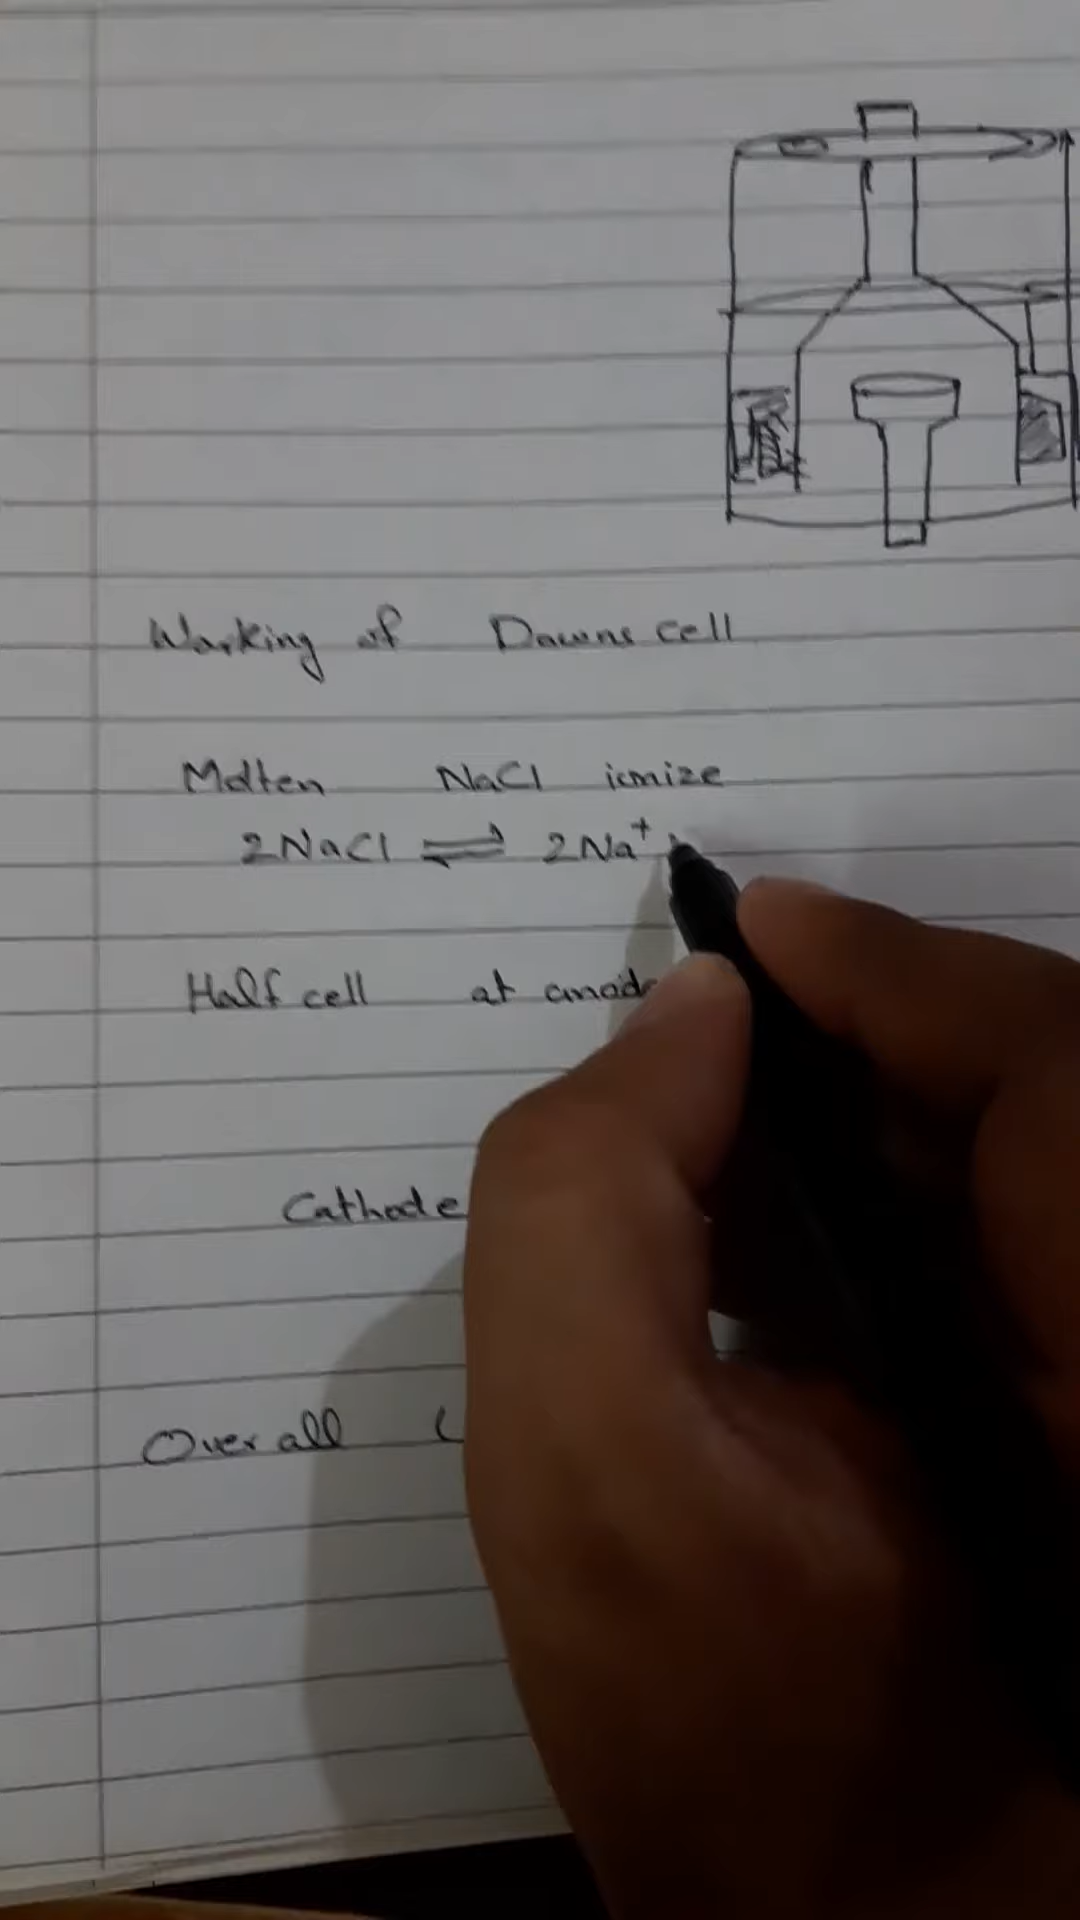 Working of Downs cell
Molten NaCl ionize
2NaCl ⇌ 2Na⁺
Half cell at anode
Cathode
Over all (